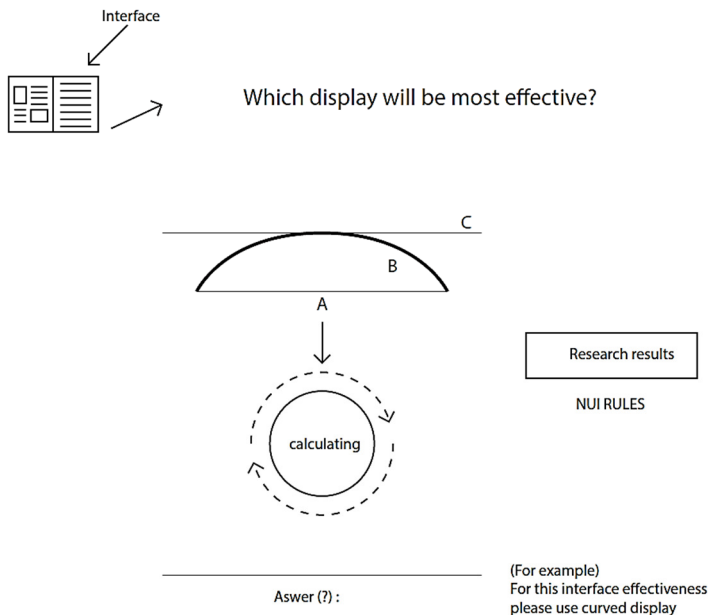 Interface
Which display will be most effective?
C
B
A
Research results
NUI RULES
calculating
(For example)
For this interface effectiveness
please use curved display
Aswer (?) :